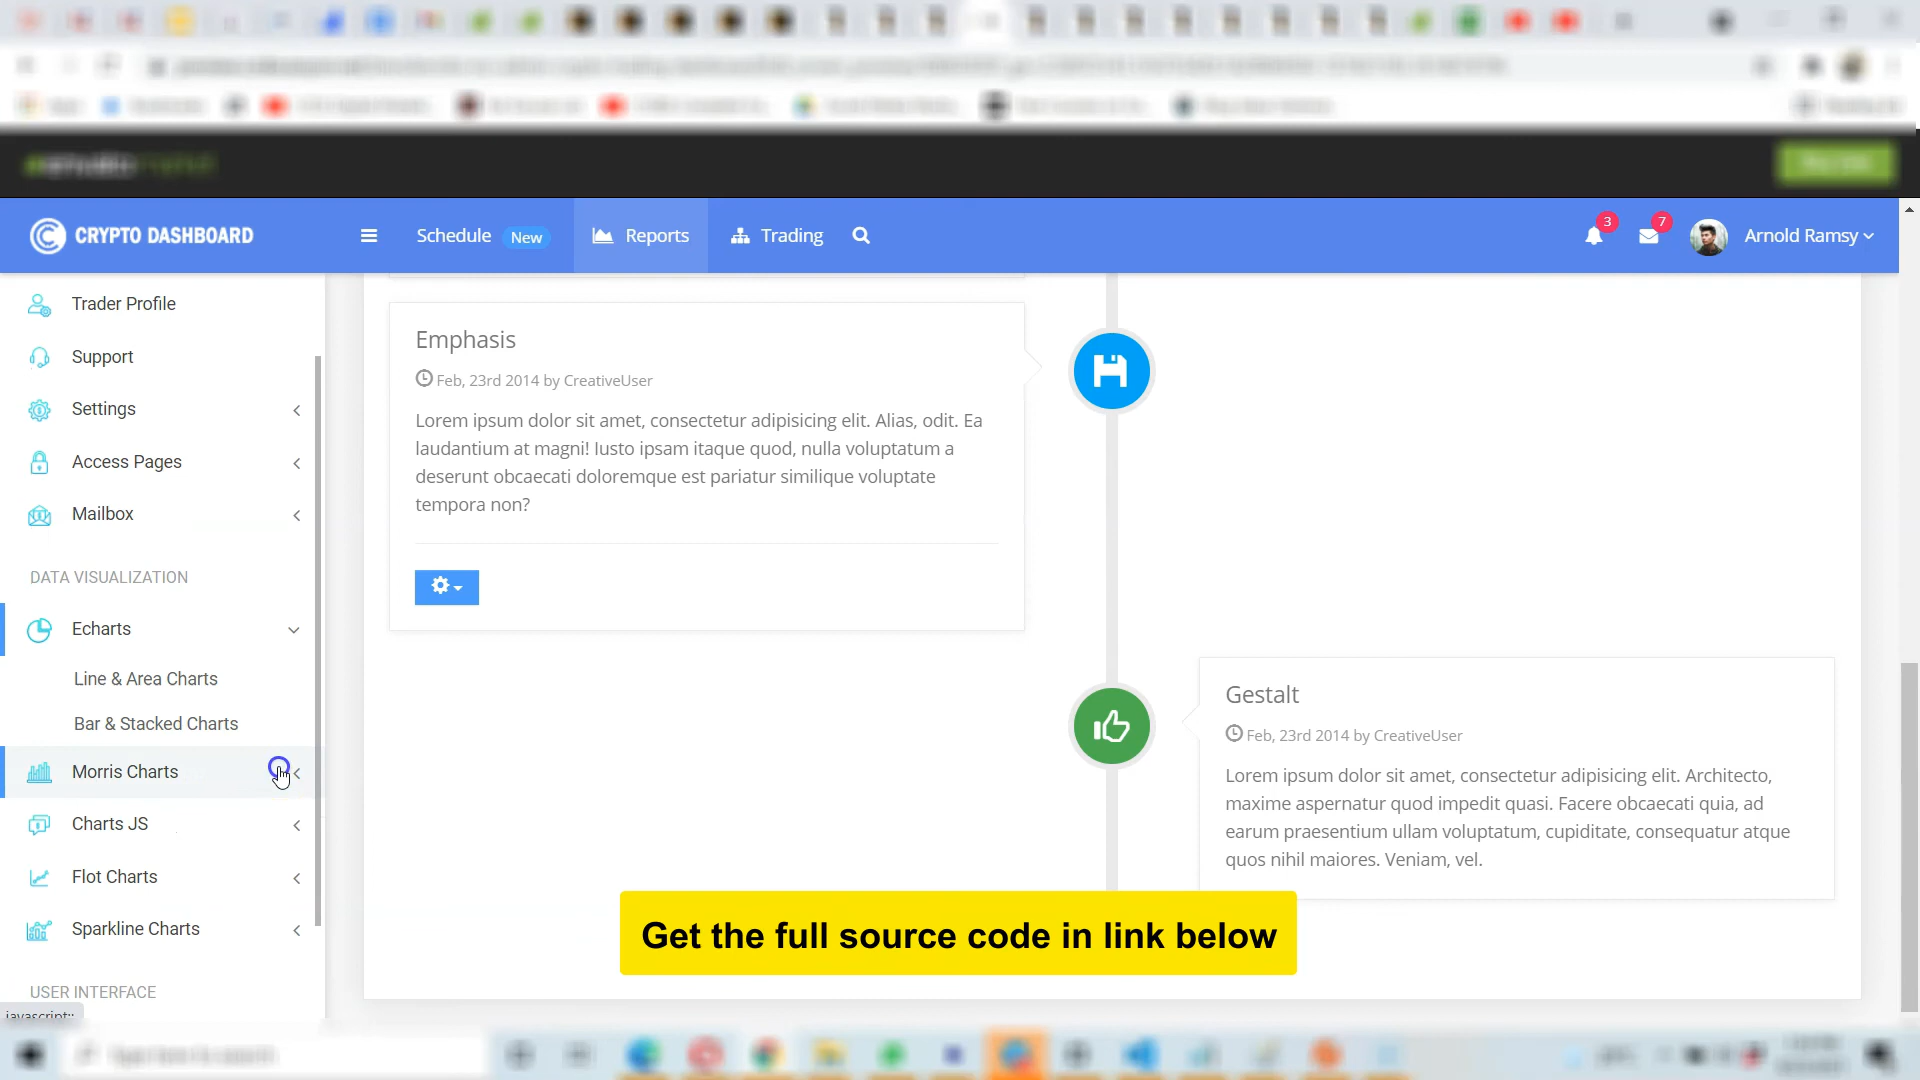 CRYPTO DASHBOARD
Schedule New
Reports
Trading
3
7
Arnold Ramsy
Trader Profile
Support
Settings
Access Pages
Mailbox
DATA VISUALIZATION
Echarts
Line & Area Charts
Bar & Stacked Charts
Morris Charts
Charts JS
Flot Charts
Sparkline Charts
USER INTERFACE
javascript:;
Emphasis
Feb, 23rd 2014 by CreativeUser
Lorem ipsum dolor sit amet, consectetur adipisicing elit. Alias, odit. Ea
laudantium at magni! Iusto ipsam itaque quod, nulla voluptatum a
deserunt obcaecati doloremque est pariatur similique voluptate
tempora non?
Gestalt
Feb, 23rd 2014 by CreativeUser
Lorem ipsum dolor sit amet, consectetur adipisicing elit. Architecto,
maxime aspernatur quod impedit quasi. Facere obcaecati quia, ad
earum praesentium ullam voluptatum, cupiditate, consequatur atque
quos nihil maiores. Veniam, vel.
Get the full source code in link below